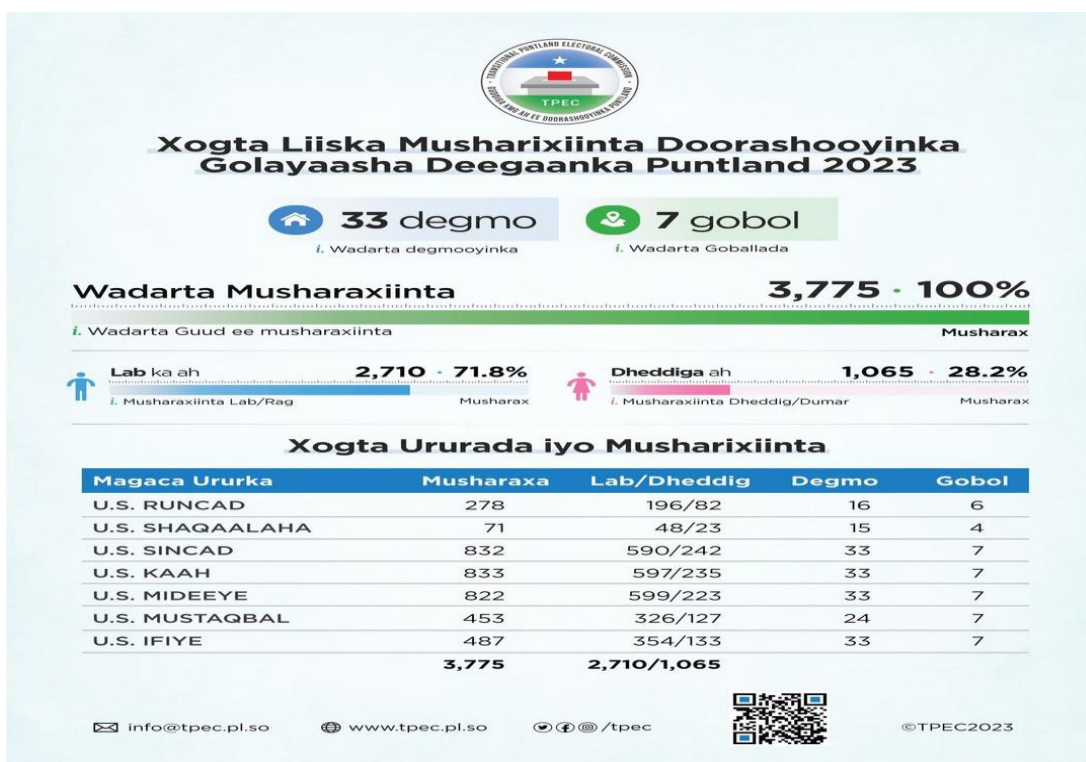 TRANSITIONAL PUNTLAND ELECTORAL COMMISSION
TPEC
GUDDIGA KMG AH EE DOORASHOOYINKA PUNTLAND
Xogta Liiska Musharixiinta Doorashooyinka
Golayaasha Deegaanka Puntland 2023
33 degmo 7 gobol
i. Wadarta degmooyinka i. Wadarta Goballada
Wadarta Musharaxiinta 3,775 · 100%
i. Wadarta Guud ee musharaxiinta Musharax
Lab ka ah 2,710 · 71.8% Dheddiga ah 1,065 · 28.2%
i. Musharaxiinta Lab/Rag Musharax i. Musharaxiinta Dheddig/Dumar Musharax
Xogta Ururada iyo Musharixiinta
Magaca Ururka Musharaxa Lab/Dheddig Degmo Gobol
U.S. RUNCAD 278 196/82 16 6
U.S. SHAQAALAHA 71 48/23 15 4
U.S. SINCAD 832 590/242 33 7
U.S. KAAH 833 597/235 33 7
U.S. MIDEEYE 822 599/223 33 7
U.S. MUSTAQBAL 453 326/127 24 7
U.S. IFIYE 487 354/133 33 7
3,775 2,710/1,065
info@tpec.pl.so www.tpec.pl.so /tpec ©TPEC2023